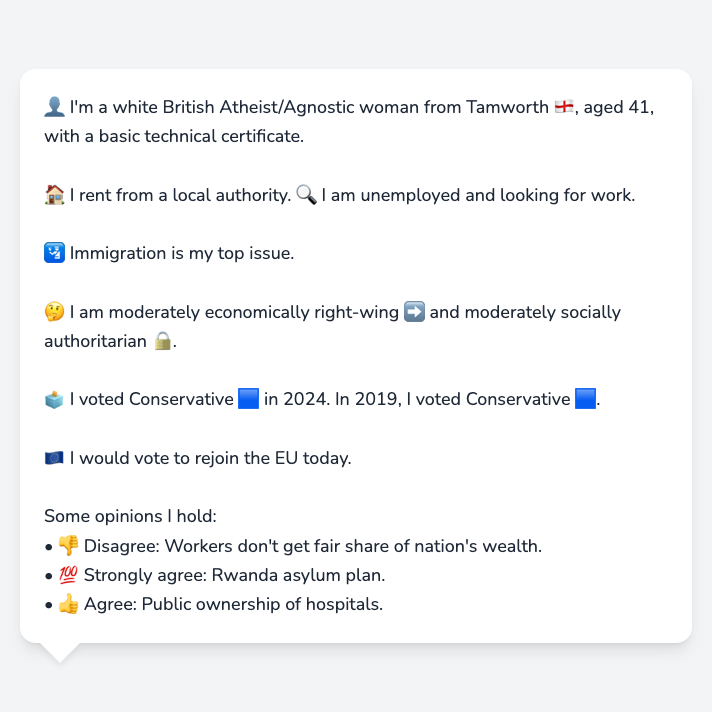 👤 I'm a white British Atheist/Agnostic woman from Tamworth 🏴󠁧󠁢󠁥󠁮󠁧󠁿, aged 41,
with a basic technical certificate.
🏠 I rent from a local authority. 🔍 I am unemployed and looking for work.
🛂 Immigration is my top issue.
🤔 I am moderately economically right-wing ➡️ and moderately socially
authoritarian 🔒.
🗳️ I voted Conservative 🟦 in 2024. In 2019, I voted Conservative 🟦.
🇪🇺 I would vote to rejoin the EU today.
Some opinions I hold:
• 👎 Disagree: Workers don't get fair share of nation's wealth.
• 💯 Strongly agree: Rwanda asylum plan.
• 👍 Agree: Public ownership of hospitals.